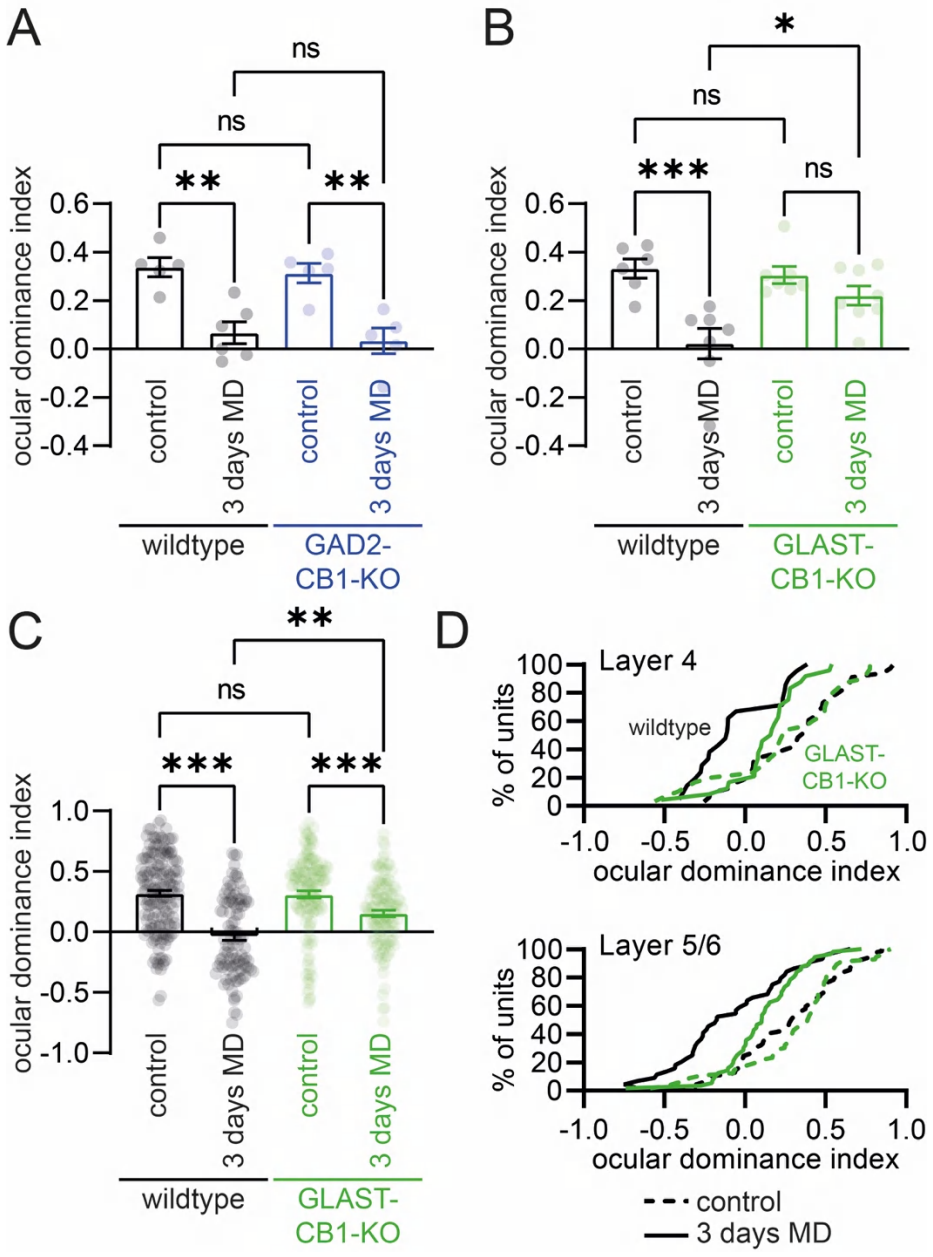 A
ns
ns
** **
ocular dominance index
0.6
0.4
0.2
0.0
-0.2
-0.4
control
3 days MD
control
3 days MD
wildtype
GAD2-
CB1-KO
B
*
ns
*** ns
ocular dominance index
0.6
0.4
0.2
0.0
-0.2
-0.4
control
3 days MD
control
3 days MD
wildtype
GLAST-
CB1-KO
C
**
ns
*** ***
ocular dominance index
1.0
0.5
0.0
-0.5
-1.0
control
3 days MD
control
3 days MD
wildtype
GLAST-
CB1-KO
D
Layer 4
% of units
100
80
60
40
20
0
wildtype
GLAST-
CB1-KO
-1.0 -0.5 0.0 0.5 1.0
ocular dominance index
Layer 5/6
% of units
100
80
60
40
20
0
-1.0 -0.5 0.0 0.5 1.0
ocular dominance index
control
3 days MD